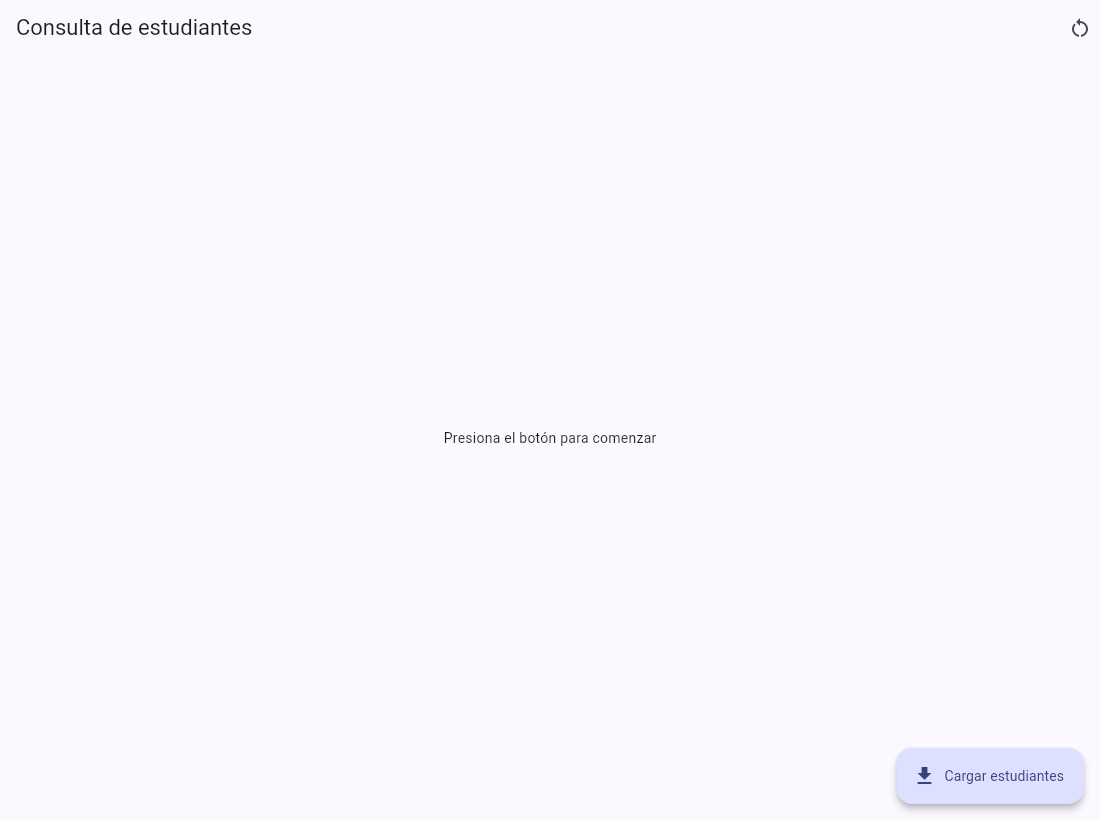 Consulta de estudiantes
Presiona el botón para comenzar
Cargar estudiantes